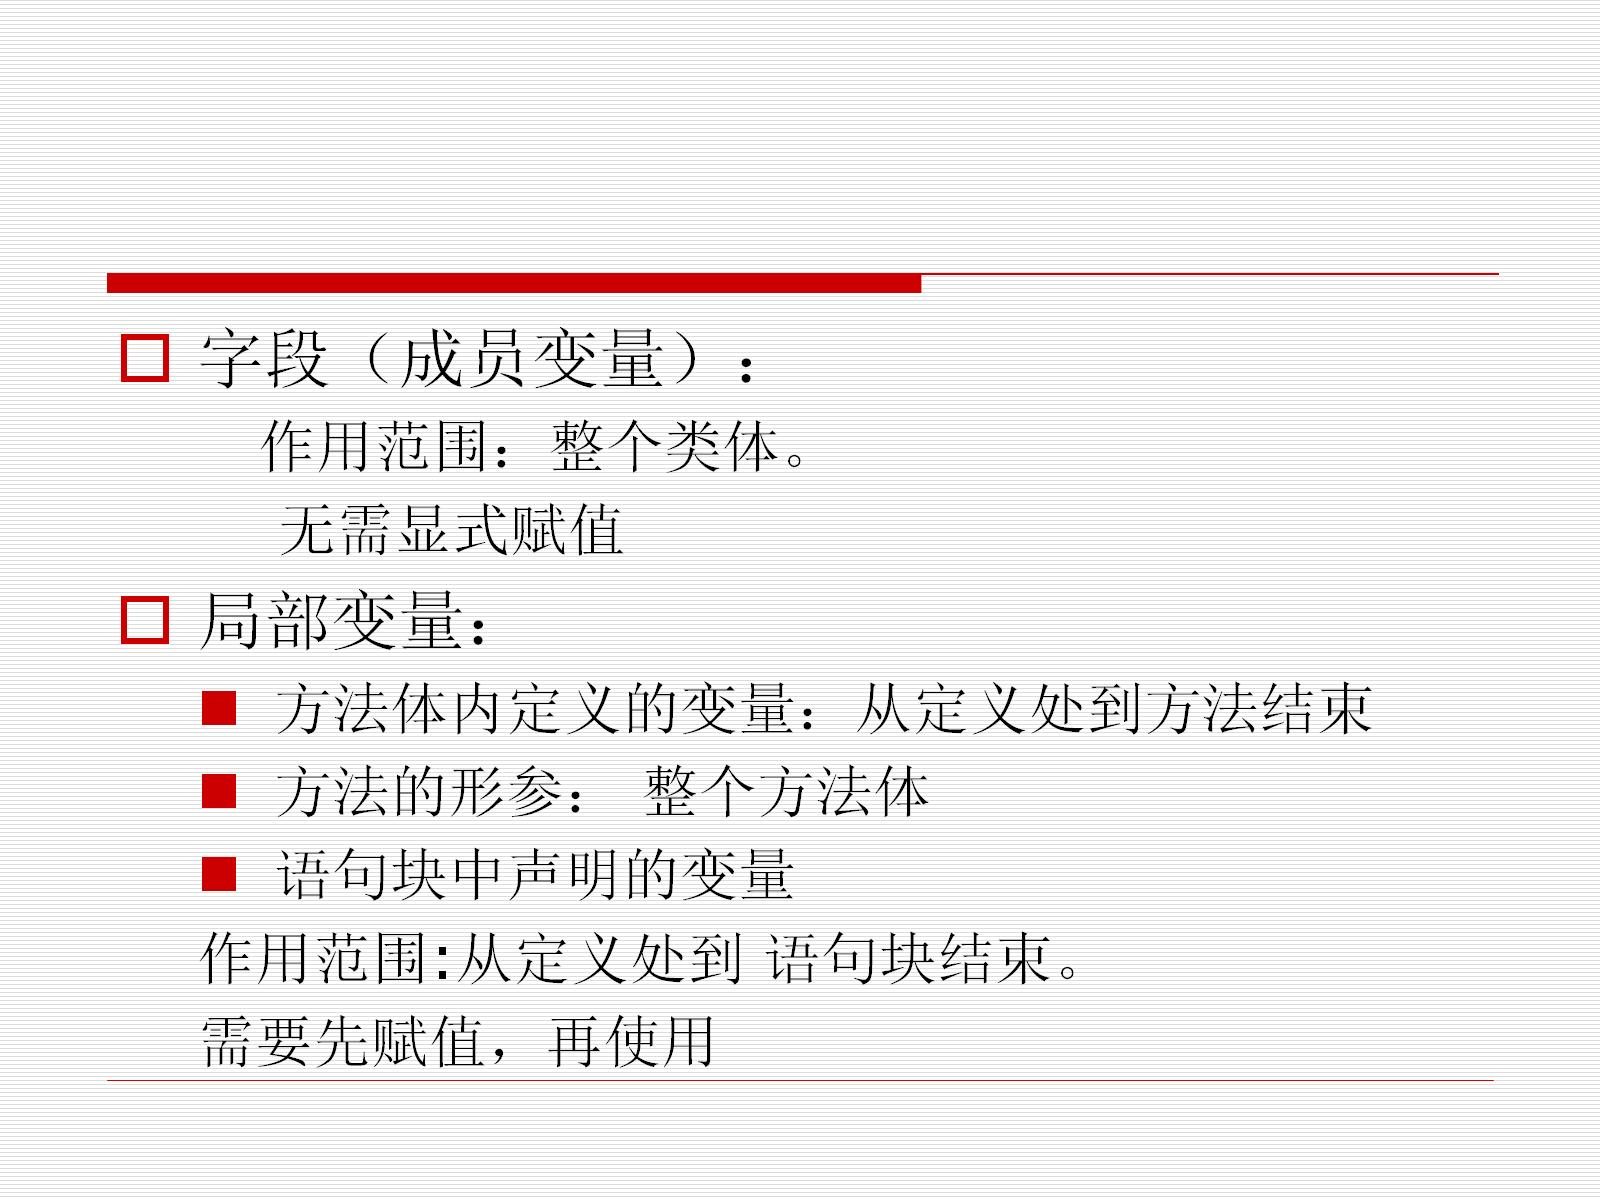 字段（成员变量）：
作用范围：整个类体。
无需显式赋值
局部变量：
方法体内定义的变量：从定义处到方法结束
方法的形参： 整个方法体
语句块中声明的变量
作用范围:从定义处到 语句块结束。
需要先赋值，再使用